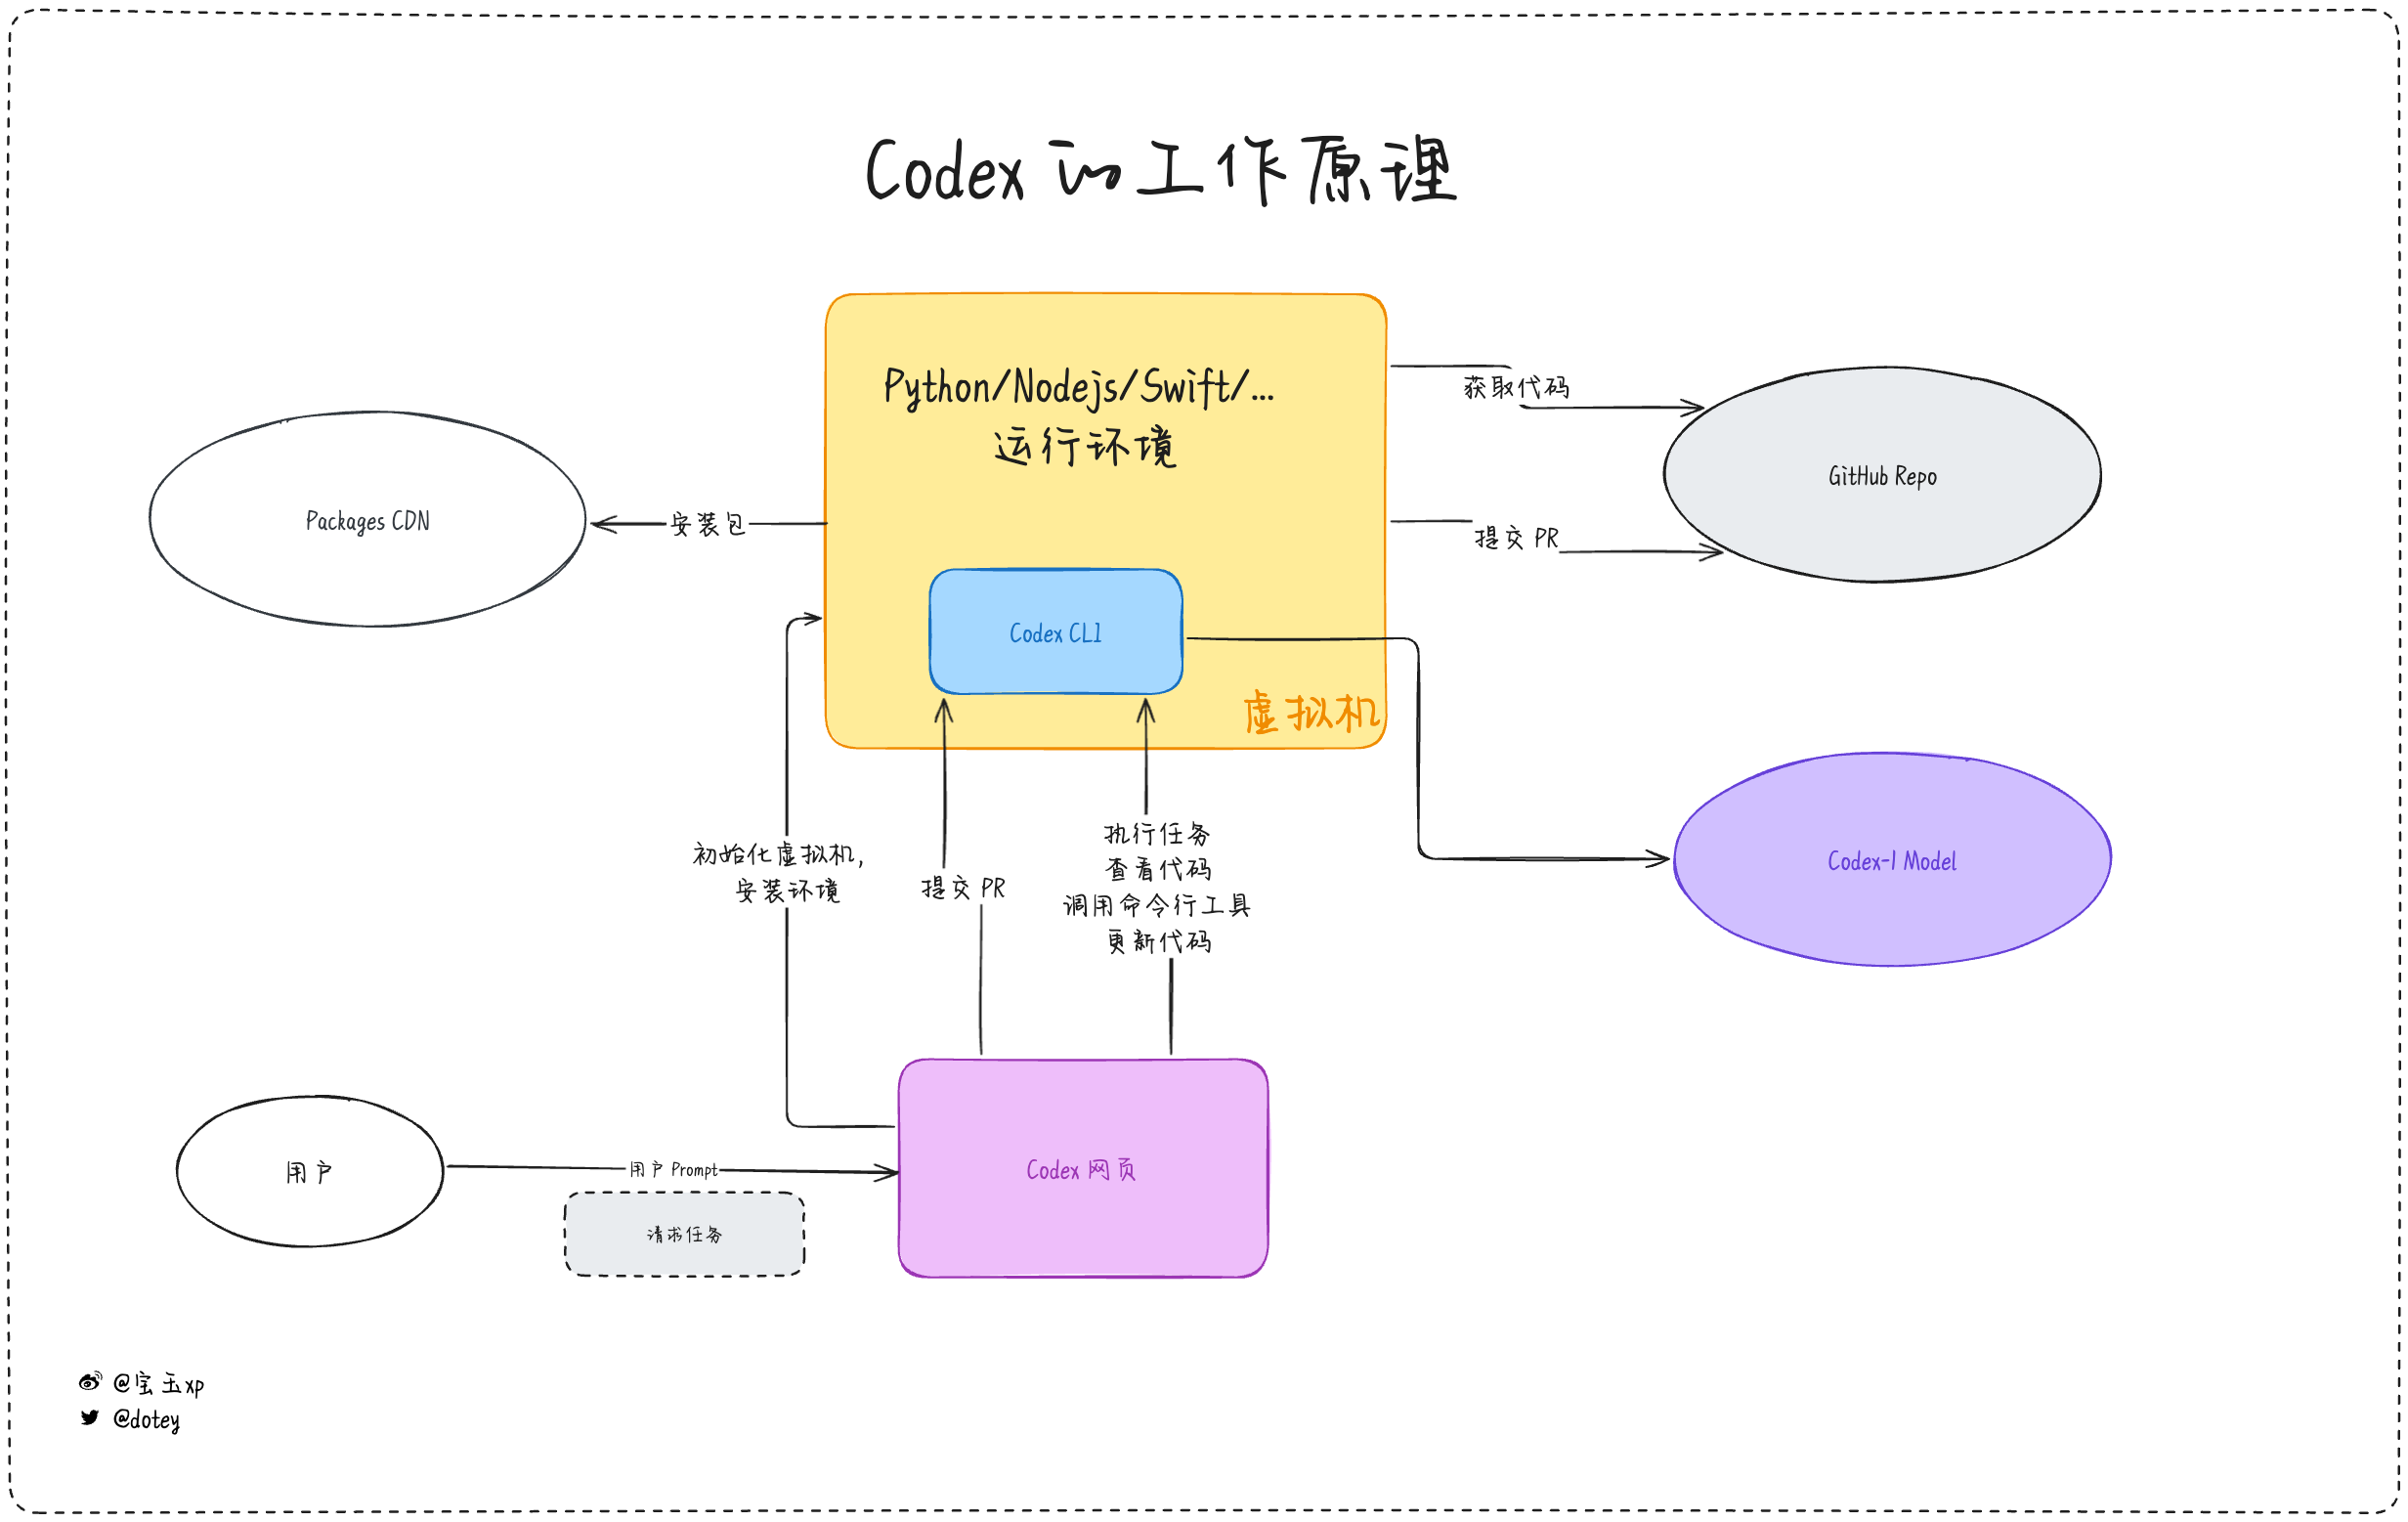 Codex 的工作原理
Python/Nodejs/Swift/...
运行环境
获取代码
GitHub Repo
Packages CDN
安装包
提交 PR
Codex CLI
虚拟机
执行任务
初始化虚拟机,
查看代码
安装环境
提交 PR
调用命令行工具
更新代码
Codex-1 Model
用户
用户 Prompt
Codex 网页
请求任务
@宝玉xp
@dotey